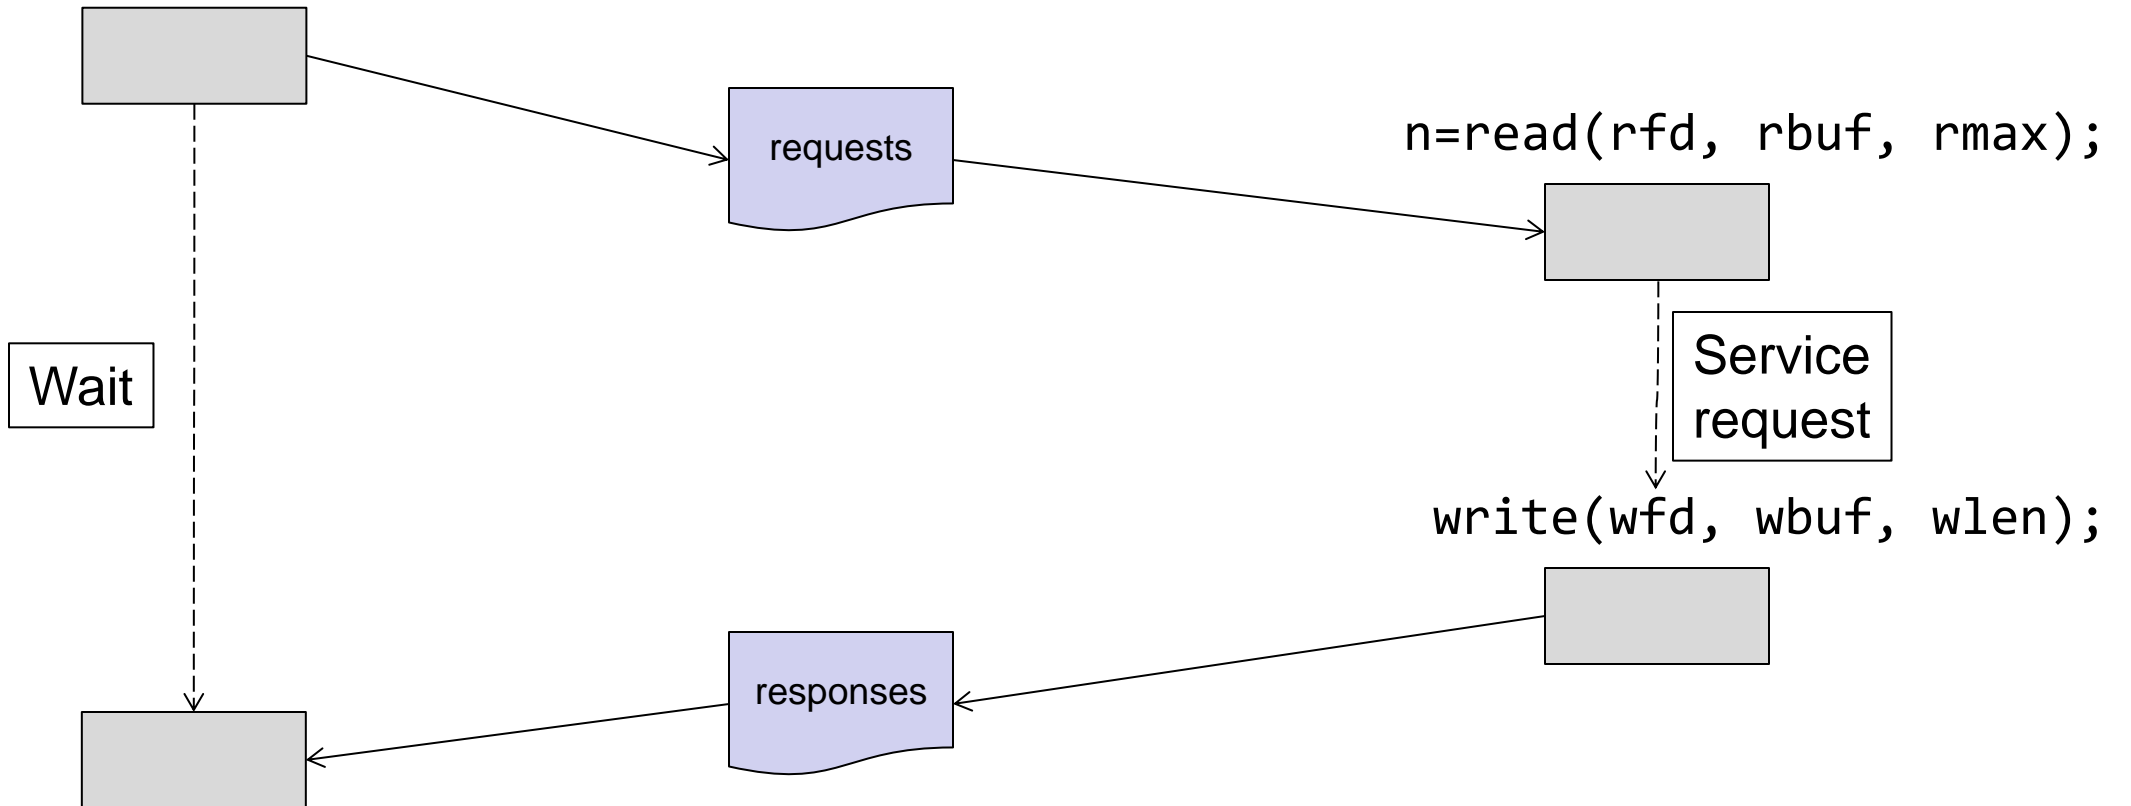 n=read(rfd, rbuf, rmax);
requests
Wait
Service
request
write(wfd, wbuf, wlen);
responses